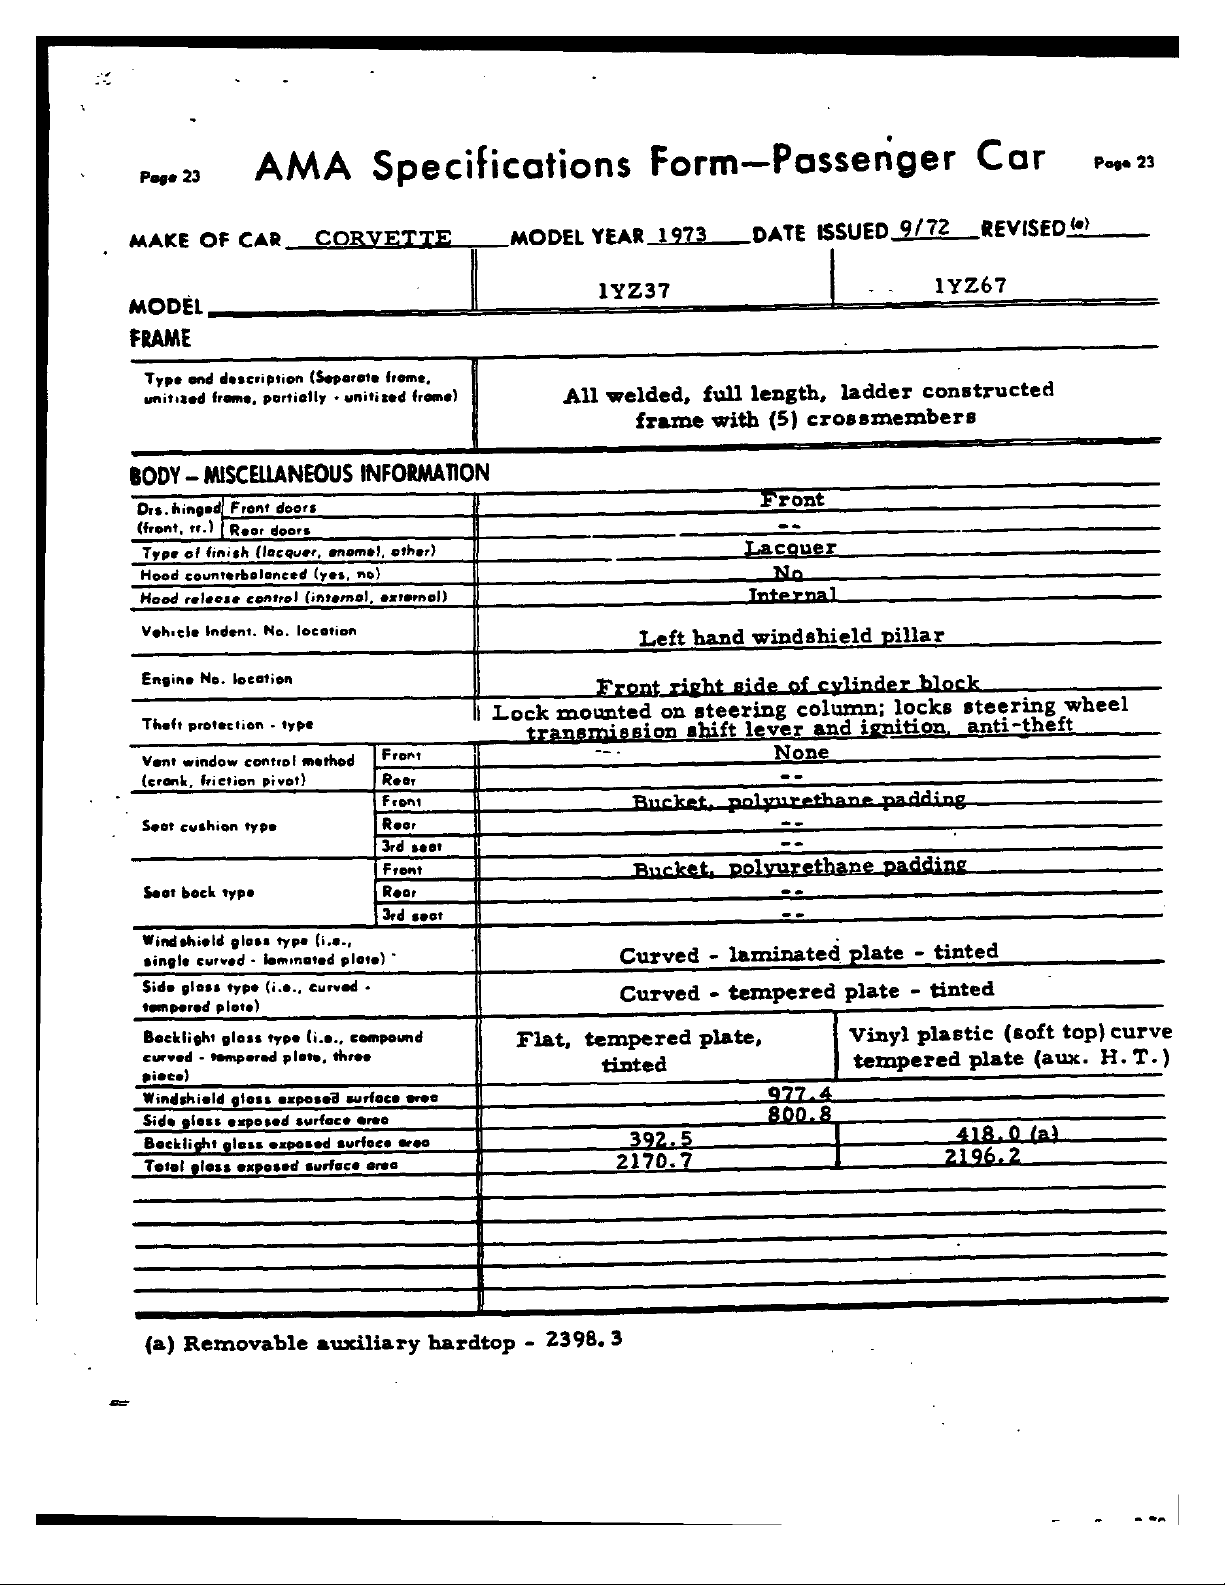 Page 23 AMA Specifications Form—Passenger Car Page 23
MAKE OF CAR CORVETTE MODEL YEAR 1973 DATE ISSUED 9/72 REVISED (•)
MODEL 1YZ37 1YZ67
FRAME
Type and description (Separate frame,
unitized frame, partially - unitized frame)
All welded, full length, ladder constructed
frame with (5) crossmembers
BODY – MISCELLANEOUS INFORMATION
Drs. hinged Front doors Front
(front, rr.) Rear doors --
Type of finish (lacquer, enamel, other) Lacquer
Hood counterbalanced (yes, no) No
Hood release control (internal, external) Internal
Vehicle Indent. No. location Left hand windshield pillar
Engine No. location Front right side of cylinder block
Theft protection - type Lock mounted on steering column; locks steering wheel
transmission shift lever and ignition, anti-theft
Vent window control method Front None
(crank, friction pivot) Rear --
Seat cushion type Front Bucket, polyurethane padding
Rear --
3rd seat --
Seat back type Front Bucket, polyurethane padding
Rear --
3rd seat --
Windshield glass type (i.e.,
single curved - laminated plate) Curved - laminated plate - tinted
Side glass type (i.e., curved -
tempered plate) Curved - tempered plate - tinted
Backlight glass type (i.e., compound
curved - tempered plate, three
piece)
Flat, tempered plate,
tinted
Vinyl plastic (soft top) curve
tempered plate (aux. H.T.)
Windshield glass exposed surface area 977.4
Side glass exposed surface area 800.8
Backlight glass exposed surface area 392.5 418.0 (a)
Total glass exposed surface area 2170.7 2196.2
(a) Removable auxiliary hardtop - 2398.3